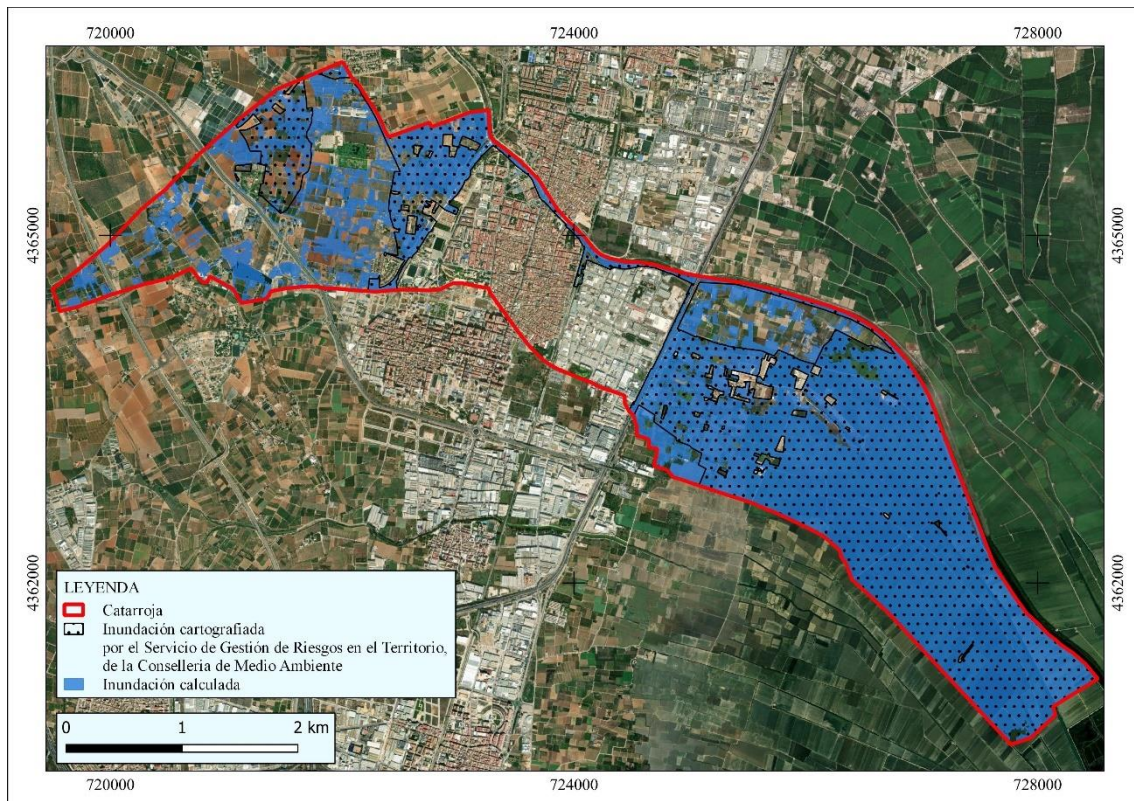 720000 724000 728000
4365000 4365000
4362000 4362000
LEYENDA
Catarroja
Inundación cartografiada
por el Servicio de Gestión de Riesgos en el Territorio,
de la Conselleria de Medio Ambiente
Inundación calculada
0 1 2 km
720000 724000 728000